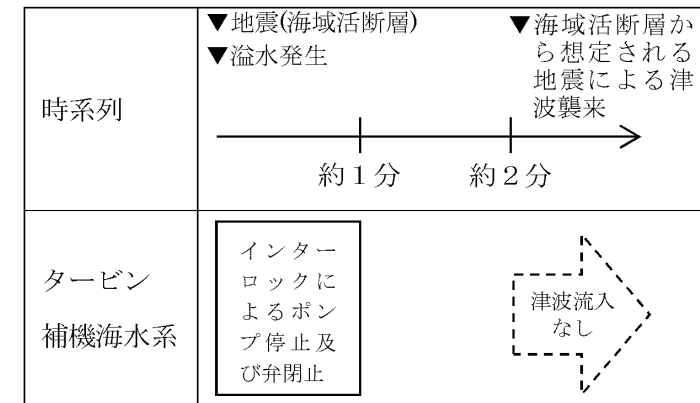 時系列
▼地震(海域活断層)
▼溢水発生
▼海域活断層か
ら想定される
地震による津
波襲来
約１分
約２分
タービン
補機海水系
インター
ロックに
よるポン
プ停止及
び弁閉止
津波流入
なし